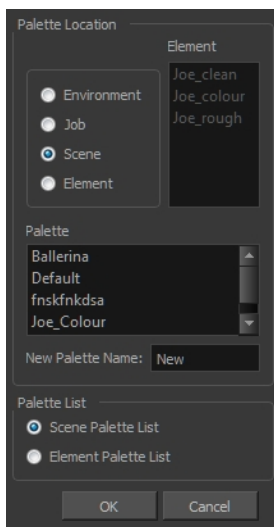 Palette Location
Element
Environment
Job
Scene
Element
Joe_clean
Joe_colour
Joe_rough
Palette
Ballerina
Default
fnskfnkdsa
Joe_Colour
New Palette Name: New
Palette List
Scene Palette List
Element Palette List
OK Cancel